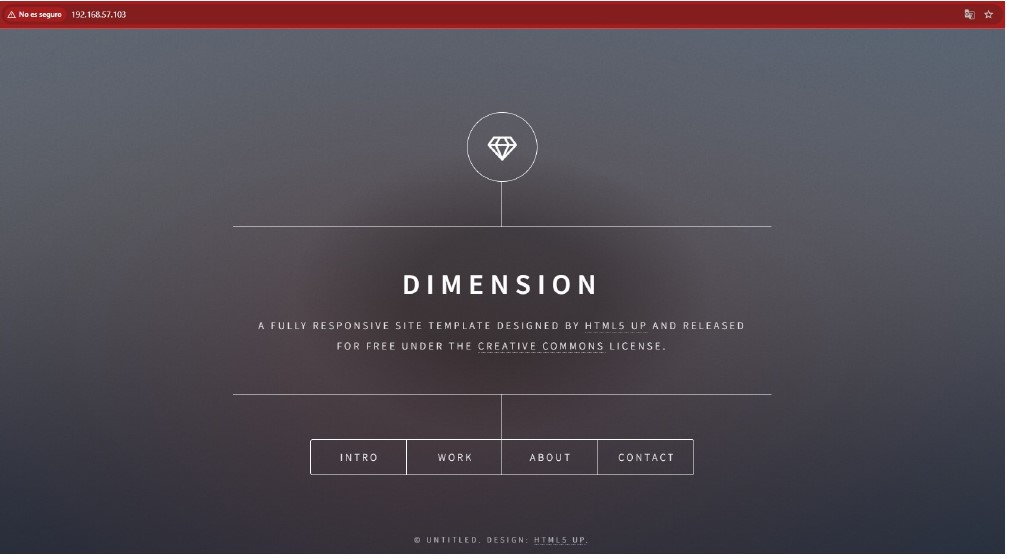 No es seguro 192.168.57.103
DIMENSION
A FULLY RESPONSIVE SITE TEMPLATE DESIGNED BY HTML5 UP AND RELEASED
FOR FREE UNDER THE CREATIVE COMMONS LICENSE.
INTRO WORK ABOUT CONTACT
© UNTITLED. DESIGN: HTML5 UP.